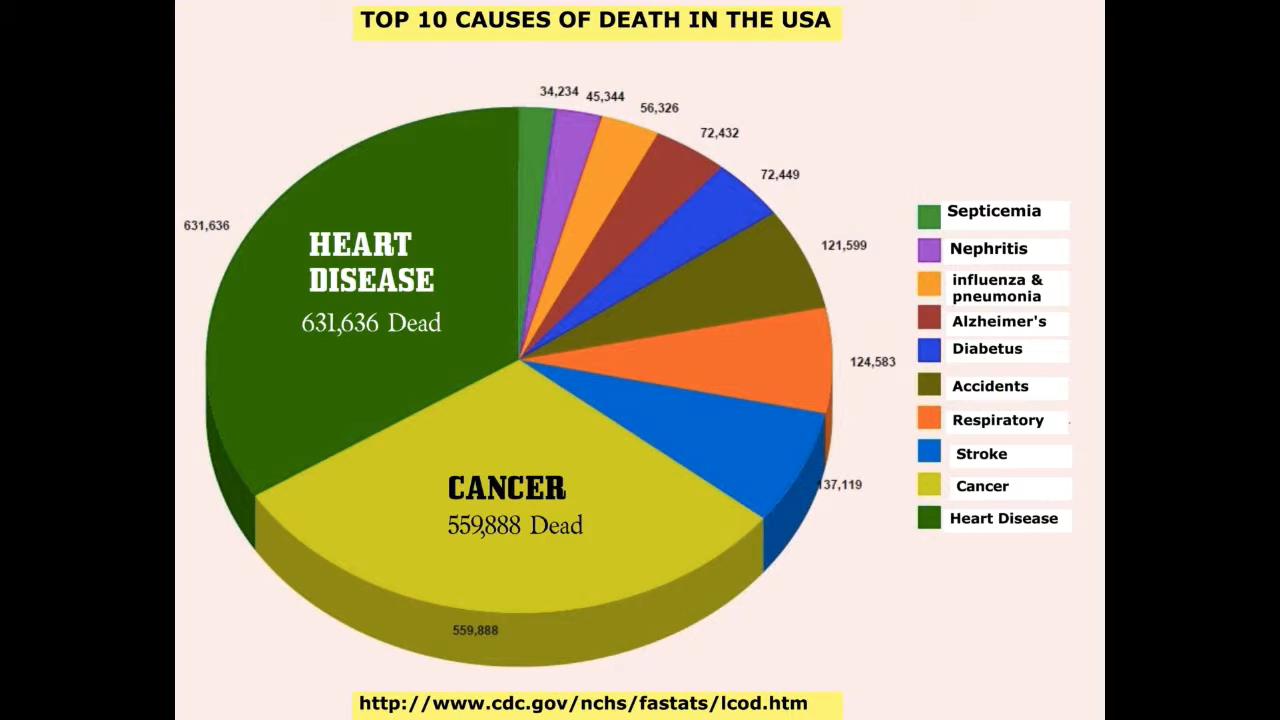 TOP 10 CAUSES OF DEATH IN THE USA
34,234
45,344
56,326
72,432
72,449
121,599
124,583
137,119
559,888
631,636
HEART
DISEASE
631,636 Dead
CANCER
559,888 Dead
Septicemia
Nephritis
influenza &
pneumonia
Alzheimer's
Diabetus
Accidents
Respiratory
Stroke
Cancer
Heart Disease
http://www.cdc.gov/nchs/fastats/lcod.htm